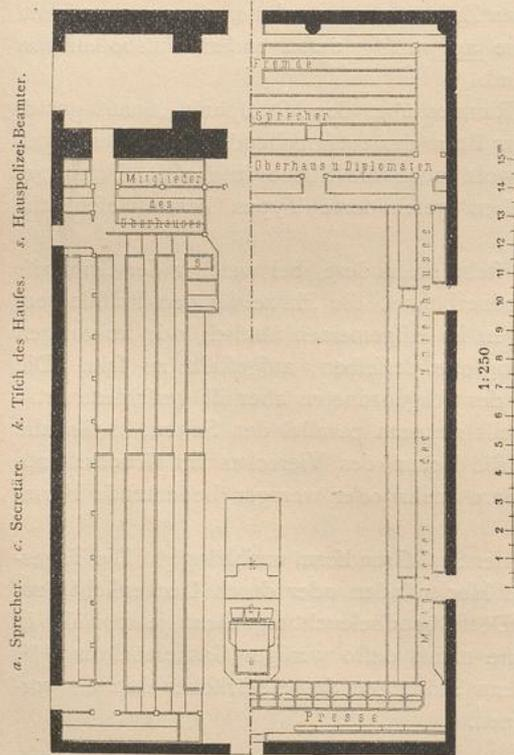 Fremde
Sprecher
Oberhaus u Diplomaten
Mitglieder
des
Oberhauses
s
k
c
a
Mitglieder des Unterhauses
Presse
a. Sprecher. c. Secretäre. k. Tiſch des Hauſes. s. Hauspolizei-Beamter.
1:250
1 2 3 4 5 6 7 8 9 10 11 12 13 14 15m